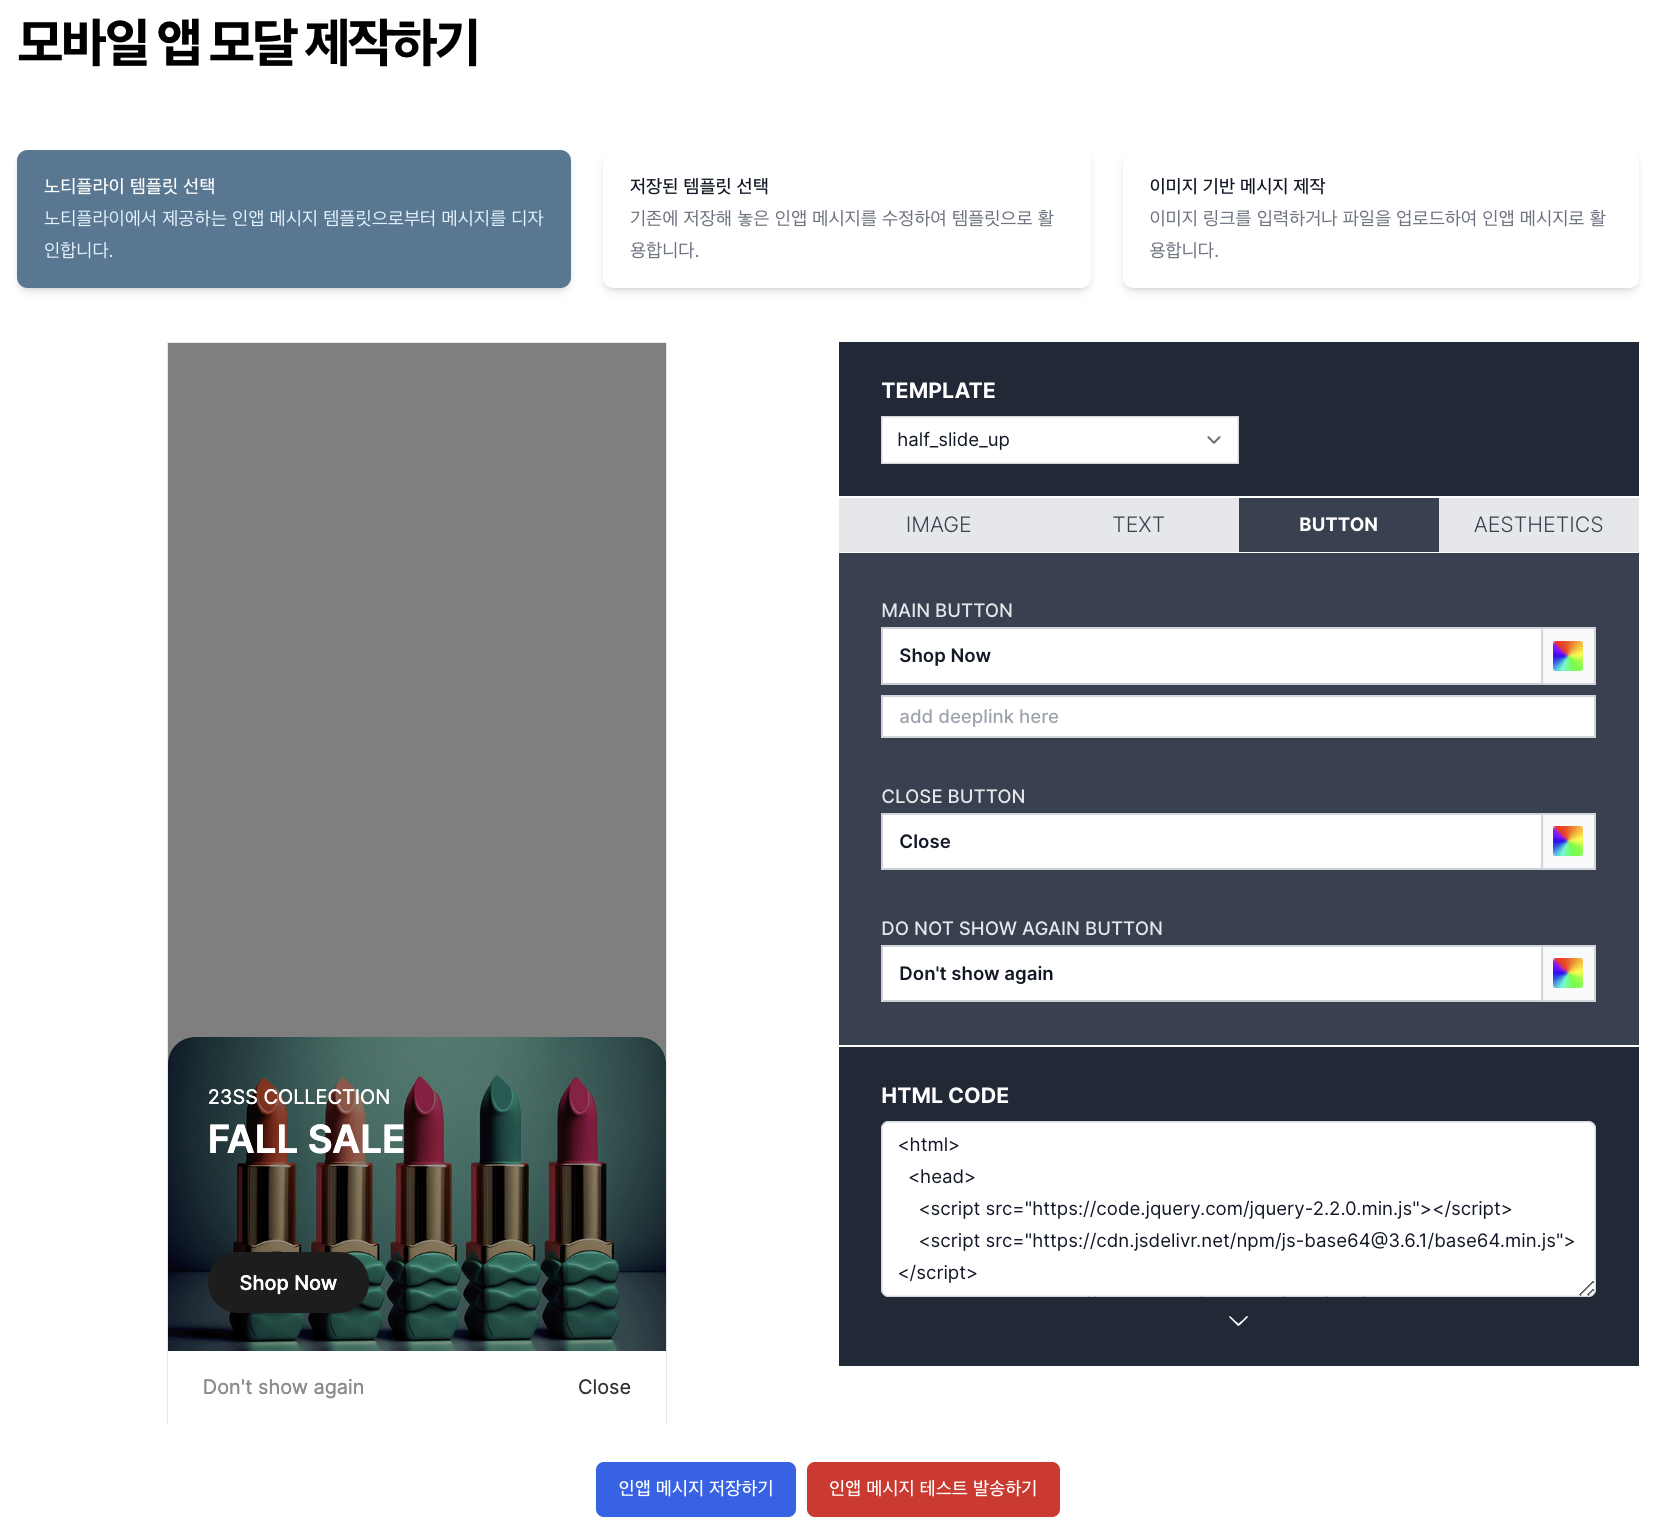 모바일 앱 모달 제작하기
노티플라이 템플릿 선택
노티플라이에서 제공하는 인앱 메시지 템플릿으로부터 메시지를 디자
인합니다.
저장된 템플릿 선택
기존에 저장해 놓은 인앱 메시지를 수정하여 템플릿으로 활
용합니다.
이미지 기반 메시지 제작
이미지 링크를 입력하거나 파일을 업로드하여 인앱 메시지로 활
용합니다.
23SS COLLECTION
FALL SALE
Shop Now
Don't show again
Close
TEMPLATE
half_slide_up
IMAGE
TEXT
BUTTON
AESTHETICS
MAIN BUTTON
Shop Now
add deeplink here
CLOSE BUTTON
Close
DO NOT SHOW AGAIN BUTTON
Don't show again
HTML CODE
<html>
<head>
<script src="https://code.jquery.com/jquery-2.2.0.min.js"></script>
<script src="https://cdn.jsdelivr.net/npm/js-base64@3.6.1/base64.min.js">
</script>
인앱 메시지 저장하기
인앱 메시지 테스트 발송하기